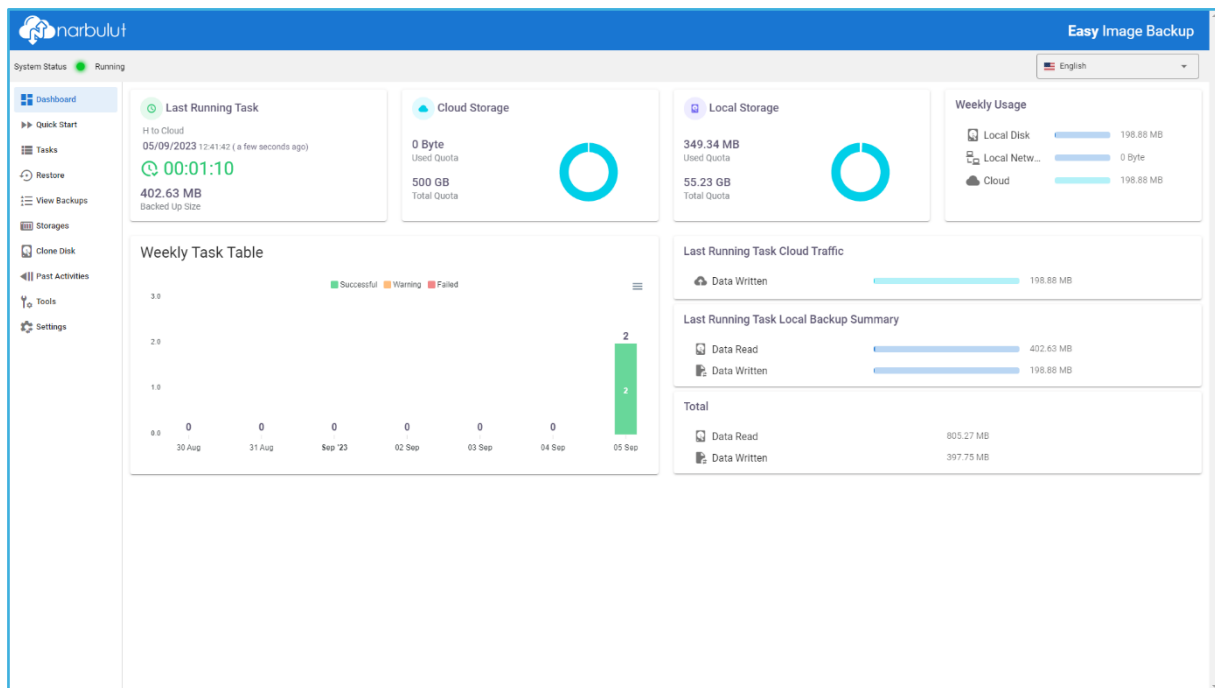 narbulut
Easy Image Backup
System Status Running
English
Dashboard
Quick Start
Tasks
Restore
View Backups
Storages
Clone Disk
Past Activities
Tools
Settings
Last Running Task
H to Cloud
05/09/2023 12:41:42 ( a few seconds ago)
00:01:10
402.63 MB
Backed Up Size
Cloud Storage
0 Byte
Used Quota
500 GB
Total Quota
Local Storage
349.34 MB
Used Quota
55.23 GB
Total Quota
Weekly Usage
Local Disk 198.88 MB
Local Netw... 0 Byte
Cloud 198.88 MB
Weekly Task Table
Successful Warning Failed
3.0
2.0
1.0
0.0
0 0 0 0 0 0 2
2
30 Aug 31 Aug Sep '23 02 Sep 03 Sep 04 Sep 05 Sep
Last Running Task Cloud Traffic
Data Written 198.88 MB
Last Running Task Local Backup Summary
Data Read 402.63 MB
Data Written 198.88 MB
Total
Data Read 805.27 MB
Data Written 397.75 MB